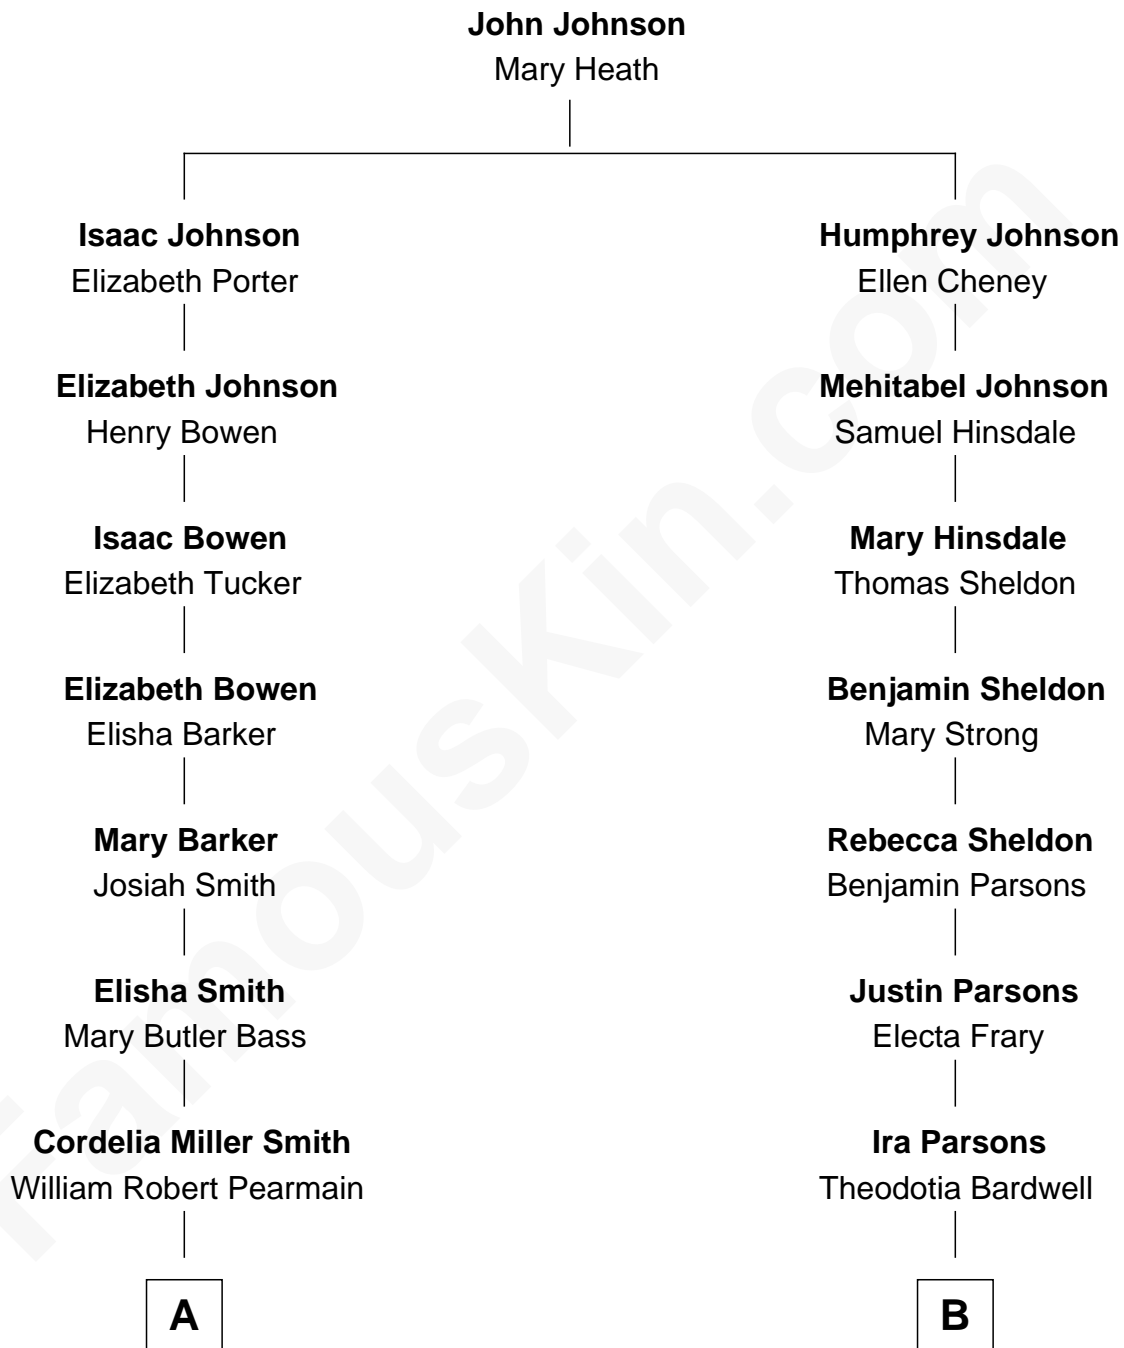 John Johnson
Mary Heath
Isaac Johnson
Elizabeth Porter
Humphrey Johnson
Ellen Cheney
Elizabeth Johnson
Henry Bowen
Mehitabel Johnson
Samuel Hinsdale
Isaac Bowen
Elizabeth Tucker
Mary Hinsdale
Thomas Sheldon
Elizabeth Bowen
Elisha Barker
Benjamin Sheldon
Mary Strong
Mary Barker
Josiah Smith
Rebecca Sheldon
Benjamin Parsons
Elisha Smith
Mary Butler Bass
Justin Parsons
Electa Frary
Cordelia Miller Smith
William Robert Pearmain
Ira Parsons
Theodotia Bardwell
A
B
FamousKin.com